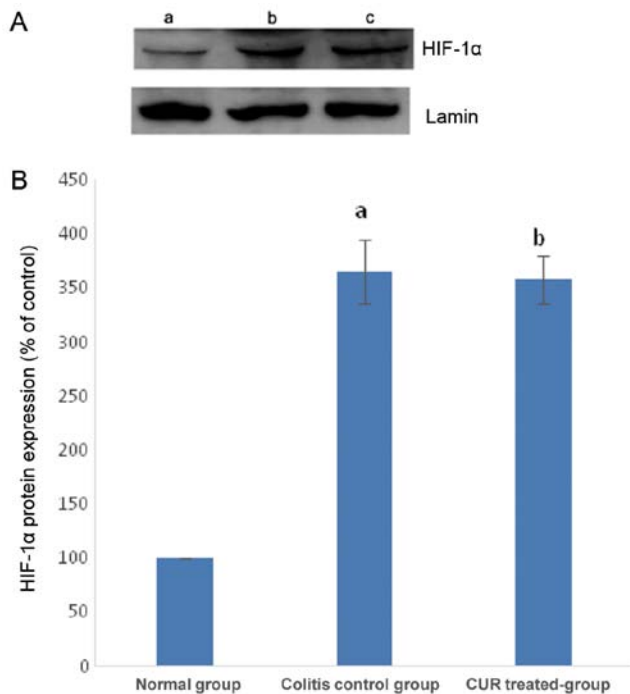 A
a b c
HIF-1α
Lamin
B
HIF-1α protein expression (% of control)
450
400
350
300
250
200
150
100
50
0
a
b
Normal group
Colitis control group
CUR treated-group